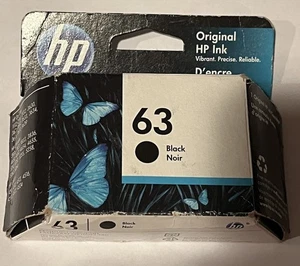 hp
Original
HP Ink
Vibrant. Precise. Reliable.
D'encre
63
Black
Noir
63
Black
Noir
hp